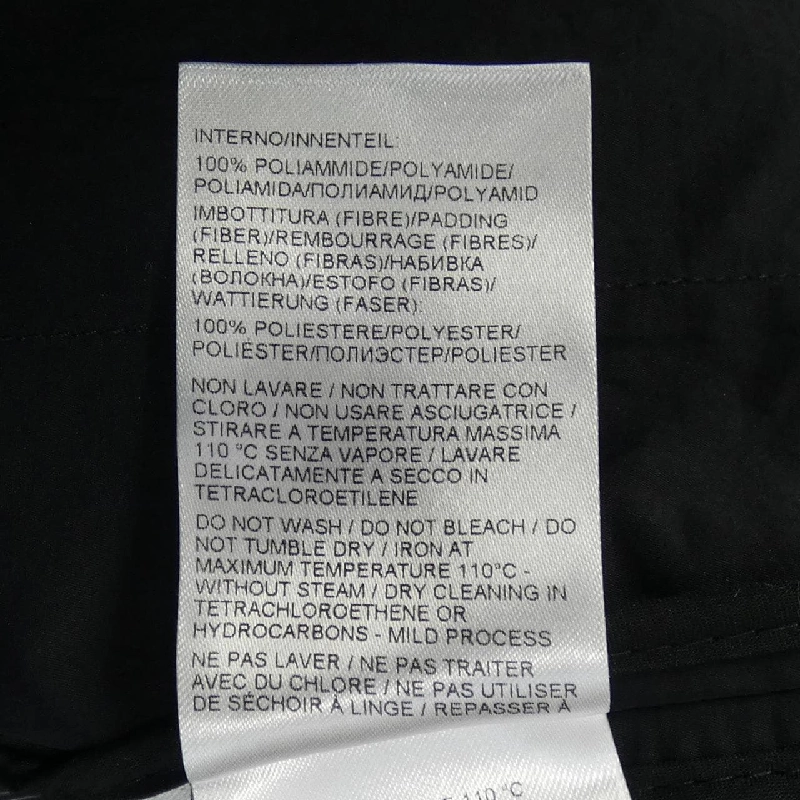 INTERNO/INNENTEIL:
100% POLIAMMIDE/POLYAMIDE/
POLIAMIDA/ПОЛИАМИД/POLYAMID
IMBOTTITURA (FIBRE)/PADDING
(FIBER)/REMBOURRAGE (FIBRES)/
RELLENO (FIBRAS)/НАБИВКА
(ВОЛОКНА)/ESTOFO (FIBRAS)/
WATTIERUNG (FASER):
100% POLIESTERE/POLYESTER/
POLIÉSTER/ПОЛИЭСТЕР/POLIESTER
NON LAVARE / NON TRATTARE CON
CLORO / NON USARE ASCIUGATRICE /
STIRARE A TEMPERATURA MASSIMA
110 °C SENZA VAPORE / LAVARE
DELICATAMENTE A SECCO IN
TETRACLOROETILENE
DO NOT WASH / DO NOT BLEACH / DO
NOT TUMBLE DRY / IRON AT
MAXIMUM TEMPERATURE 110°C -
WITHOUT STEAM / DRY CLEANING IN
TETRACHLOROETHENE OR
HYDROCARBONS - MILD PROCESS
NE PAS LAVER / NE PAS TRAITER
AVEC DU CHLORE / NE PAS UTILISER
DE SÉCHOIR À LINGE / REPASSER À
110 °C